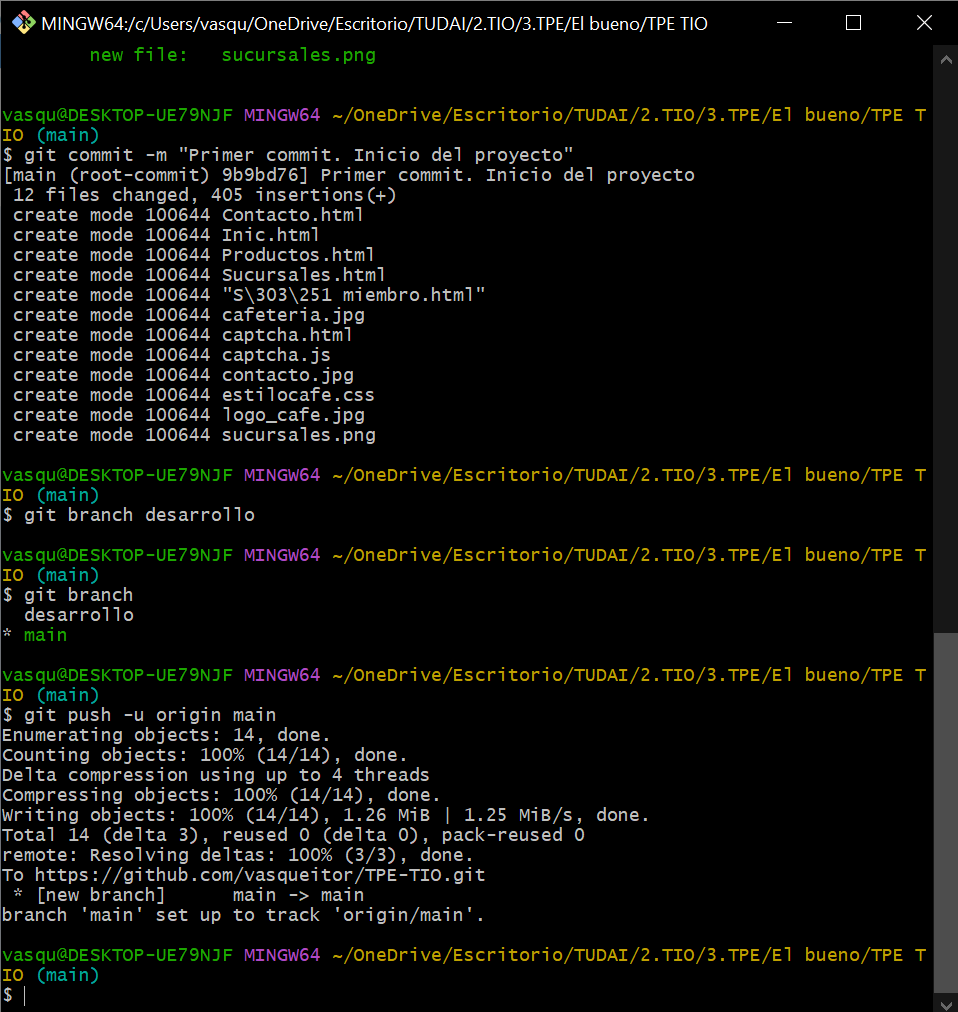 MINGW64:/c/Users/vasqu/OneDrive/Escritorio/TUDAI/2.TIO/3.TPE/El bueno/TPE TIO
        new file:   sucursales.png
vasqu@DESKTOP-UE79NJF MINGW64 ~/OneDrive/Escritorio/TUDAI/2.TIO/3.TPE/El bueno/TPE T
IO (main)
$ git commit -m "Primer commit. Inicio del proyecto"
[main (root-commit) 9b9bd76] Primer commit. Inicio del proyecto
 12 files changed, 405 insertions(+)
 create mode 100644 Contacto.html
 create mode 100644 Inic.html
 create mode 100644 Productos.html
 create mode 100644 Sucursales.html
 create mode 100644 "S\303\251 miembro.html"
 create mode 100644 cafeteria.jpg
 create mode 100644 captcha.html
 create mode 100644 captcha.js
 create mode 100644 contacto.jpg
 create mode 100644 estilocafe.css
 create mode 100644 logo_cafe.jpg
 create mode 100644 sucursales.png
vasqu@DESKTOP-UE79NJF MINGW64 ~/OneDrive/Escritorio/TUDAI/2.TIO/3.TPE/El bueno/TPE T
IO (main)
$ git branch desarrollo
vasqu@DESKTOP-UE79NJF MINGW64 ~/OneDrive/Escritorio/TUDAI/2.TIO/3.TPE/El bueno/TPE T
IO (main)
$ git branch
  desarrollo
* main
vasqu@DESKTOP-UE79NJF MINGW64 ~/OneDrive/Escritorio/TUDAI/2.TIO/3.TPE/El bueno/TPE T
IO (main)
$ git push -u origin main
Enumerating objects: 14, done.
Counting objects: 100% (14/14), done.
Delta compression using up to 4 threads
Compressing objects: 100% (14/14), done.
Writing objects: 100% (14/14), 1.26 MiB | 1.25 MiB/s, done.
Total 14 (delta 3), reused 0 (delta 0), pack-reused 0
remote: Resolving deltas: 100% (3/3), done.
To https://github.com/vasqueitor/TPE-TIO.git
 * [new branch]      main -> main
branch 'main' set up to track 'origin/main'.
vasqu@DESKTOP-UE79NJF MINGW64 ~/OneDrive/Escritorio/TUDAI/2.TIO/3.TPE/El bueno/TPE T
IO (main)
$